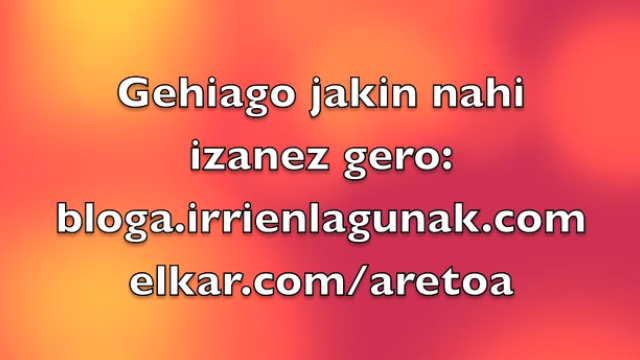 Gehiago jakin nahi
izanez gero:
bloga.irrienlagunak.com
elkar.com/aretoa